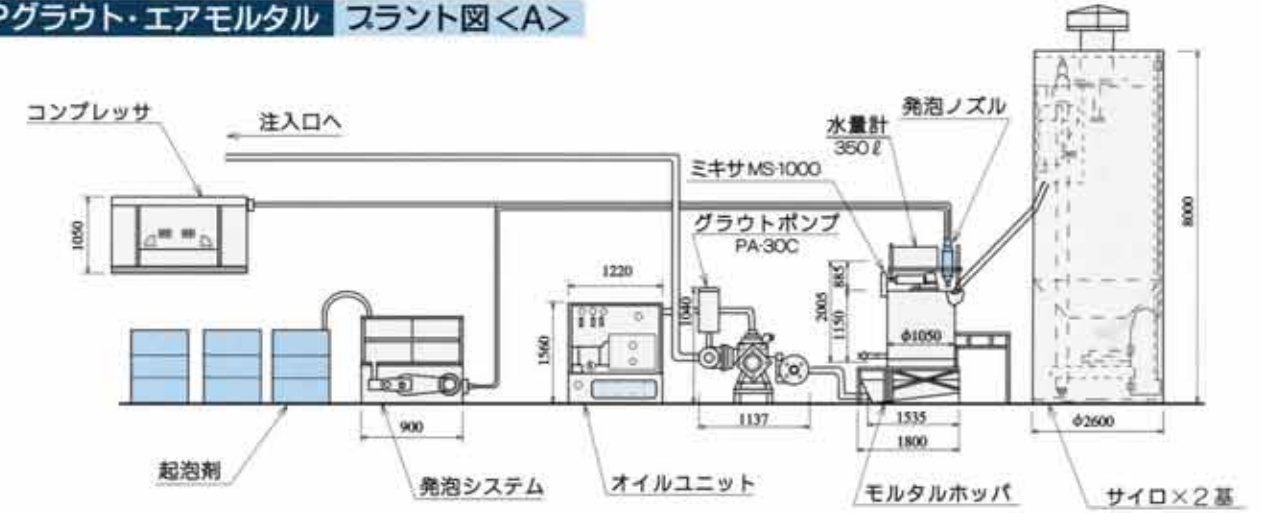 Pグラウト・エアモルタル プラント図<A>
コンプレッサ
注入口へ
発泡ノズル
水量計
350ℓ
ミキサ MS-1000
グラウトポンプ
PA-30C
1050
1220
1560
1040
2005
885
1150
φ1050
8000
900
1137
1535
1800
φ2600
起泡剤
発泡システム
オイルユニット
モルタルホッパ
サイロ×2基